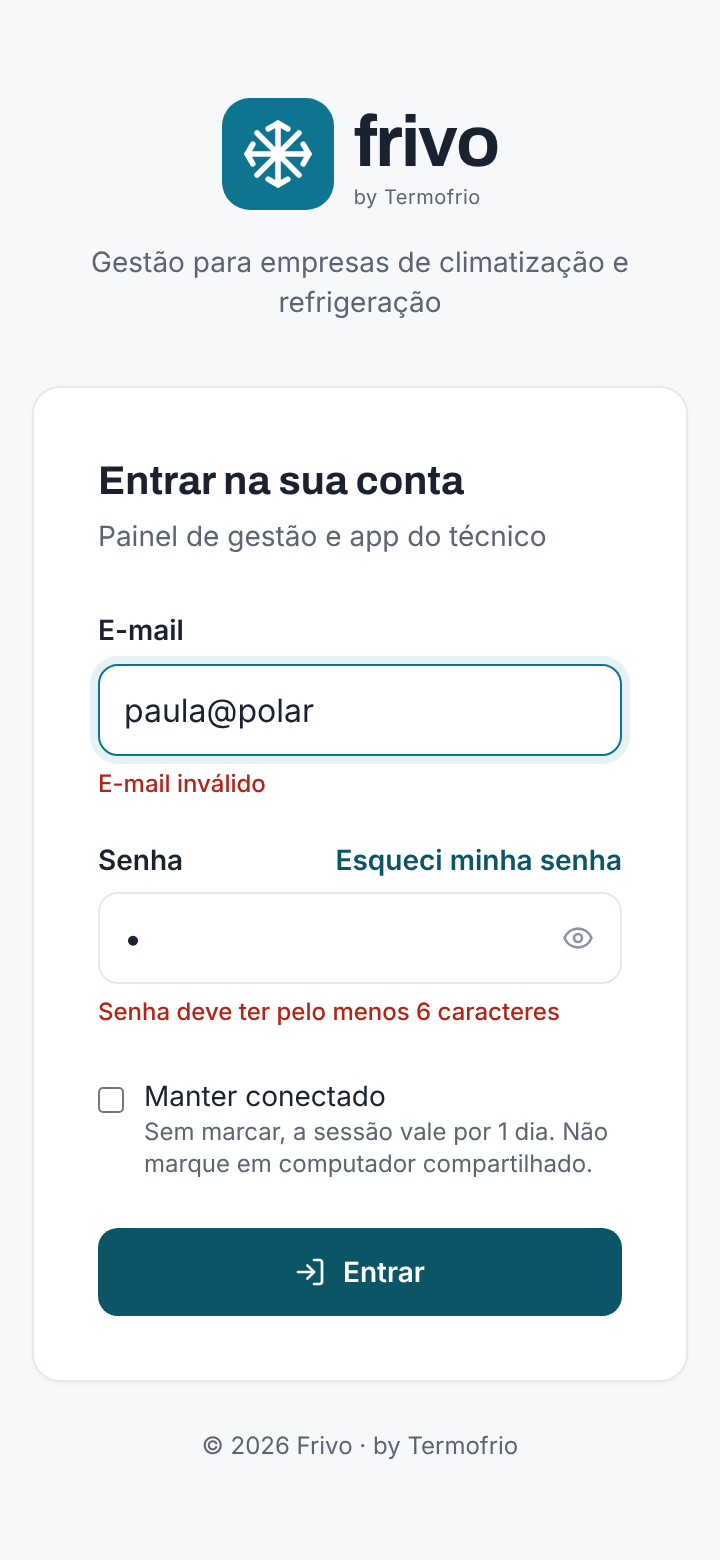 frivo
by Termofrio
Gestão para empresas de climatização e
refrigeração
Entrar na sua conta
Painel de gestão e app do técnico
E-mail
paula@polar
E-mail inválido
Senha
Esqueci minha senha
•
Senha deve ter pelo menos 6 caracteres
Manter conectado
Sem marcar, a sessão vale por 1 dia. Não
marque em computador compartilhado.
Entrar
© 2026 Frivo · by Termofrio